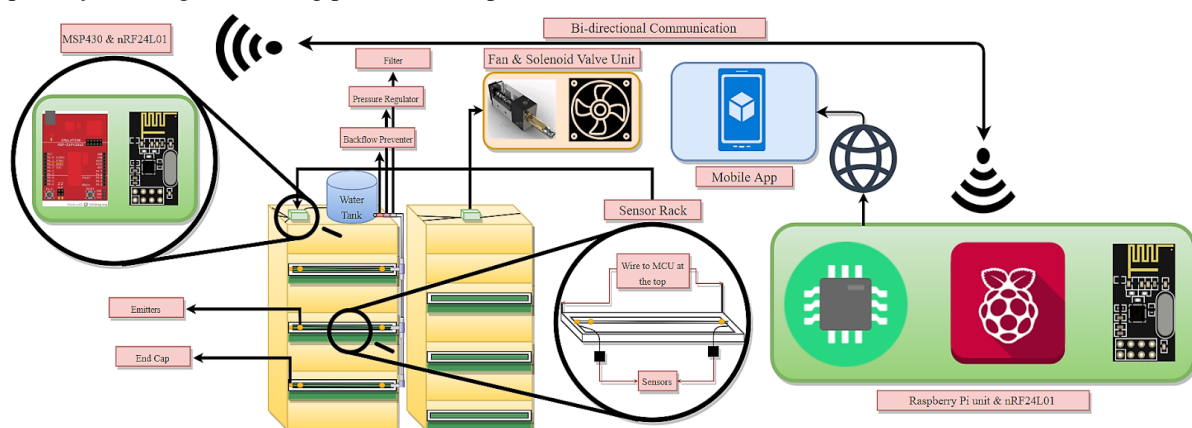 Bi-directional Communication
MSP430 & nRF24L01
Filter
Fan & Solenoid Valve Unit
Pressure Regulator
Backflow Preventer
Mobile App
Water
Tank
Sensor Rack
Wire to MCU at
the top
Emitters
End Cap
Sensors
Raspberry Pi unit & nRF24L01